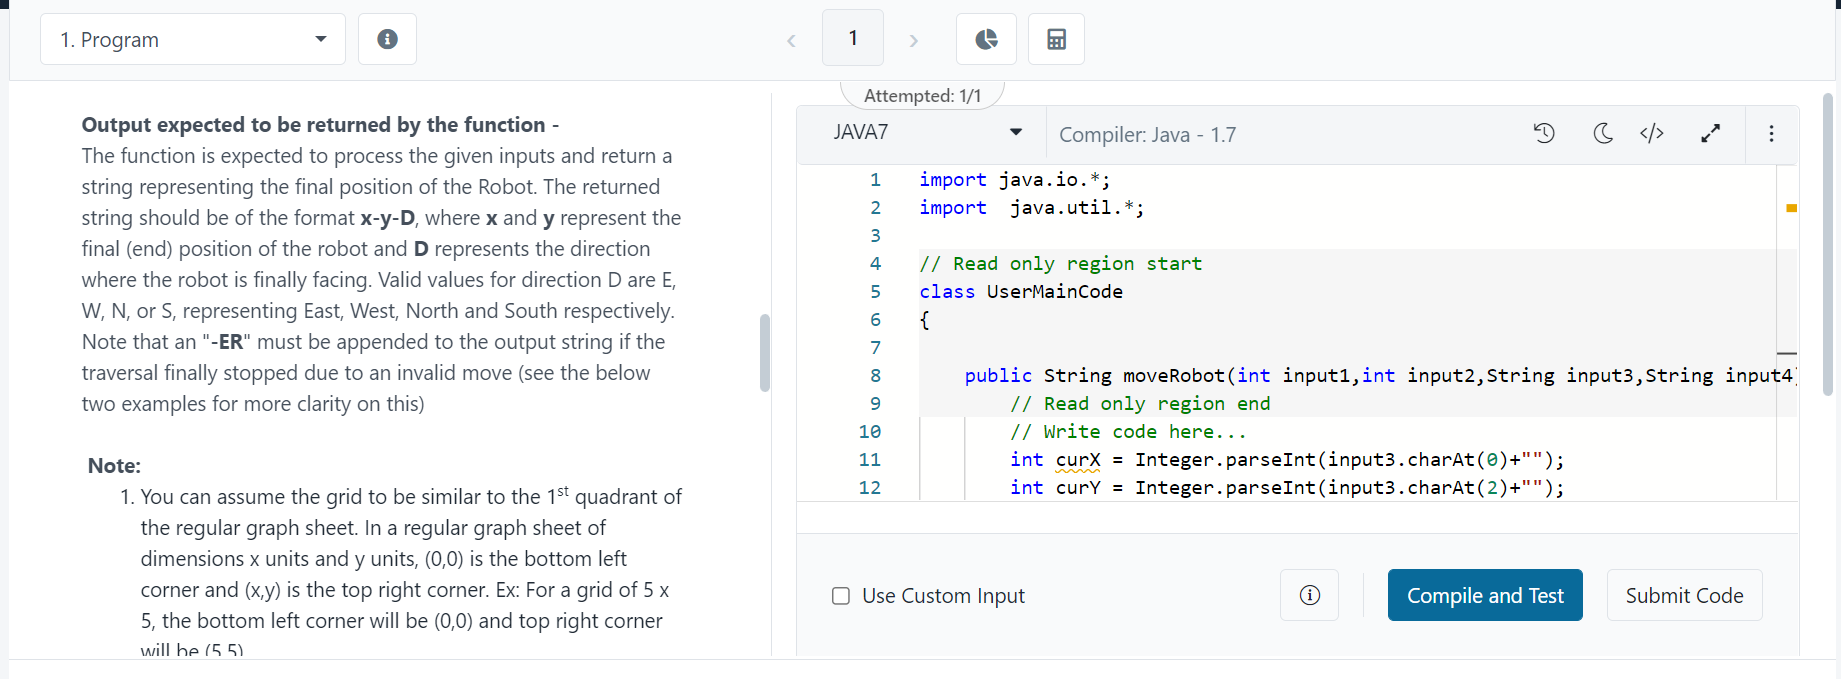 1. Program
1
Attempted: 1/1
Output expected to be returned by the function -
The function is expected to process the given inputs and return a
string representing the final position of the Robot. The returned
string should be of the format x-y-D, where x and y represent the
final (end) position of the robot and D represents the direction
where the robot is finally facing. Valid values for direction D are E,
W, N, or S, representing East, West, North and South respectively.
Note that an "-ER" must be appended to the output string if the
traversal finally stopped due to an invalid move (see the below
two examples for more clarity on this)
Note:
1. You can assume the grid to be similar to the 1st quadrant of
the regular graph sheet. In a regular graph sheet of
dimensions x units and y units, (0,0) is the bottom left
corner and (x,y) is the top right corner. Ex: For a grid of 5 x
5, the bottom left corner will be (0,0) and top right corner
will be (5,5)
JAVA7
Compiler: Java - 1.7
1 import java.io.*;
2 import  java.util.*;
3
4 // Read only region start
5 class UserMainCode
6 {
7
8     public String moveRobot(int input1,int input2,String input3,String input4)
9         // Read only region end
10         // Write code here...
11         int curX = Integer.parseInt(input3.charAt(0)+"");
12         int curY = Integer.parseInt(input3.charAt(2)+"");
Use Custom Input
Compile and Test
Submit Code